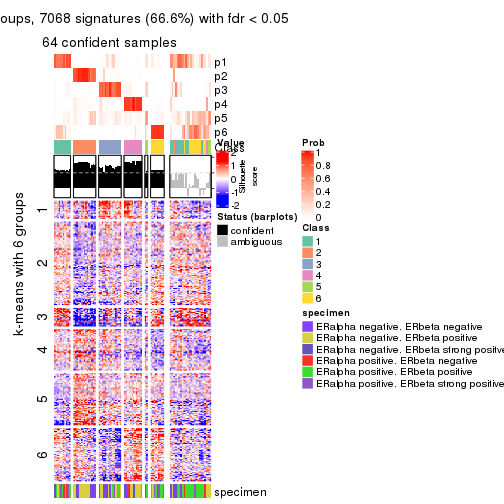 oups, 7068 signatures (66.6%) with fdr < 0.05
64 confident samples
p1
p2
p3
p4
p5
p6
Class
Silhouette
score
k-means with 6 groups
1
2
3
4
5
6
specimen
Value
2
1
0
-1
-2
Status (barplots)
confident
ambiguous
Prob
1
0.8
0.6
0.4
0.2
0
Class
1
2
3
4
5
6
specimen
ERalpha negative. ERbeta negative
ERalpha negative. ERbeta positive
ERalpha negative. ERbeta strong positive
ERalpha positive. ERbeta negative
ERalpha positive. ERbeta positive
ERalpha positive. ERbeta strong positive